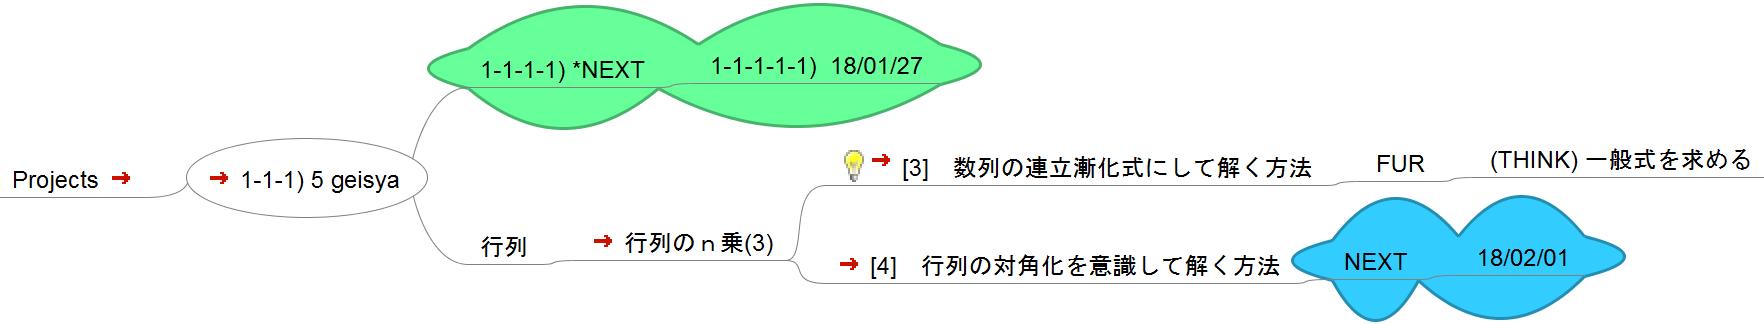 Projects
1-1-1) 5 geisya
1-1-1-1) *NEXT
1-1-1-1-1) 18/01/27
行列
行列のｎ乗(3)
[3] 数列の連立漸化式にして解く方法
FUR
(THINK) 一般式を求める
[4] 行列の対角化を意識して解く方法
NEXT
18/02/01